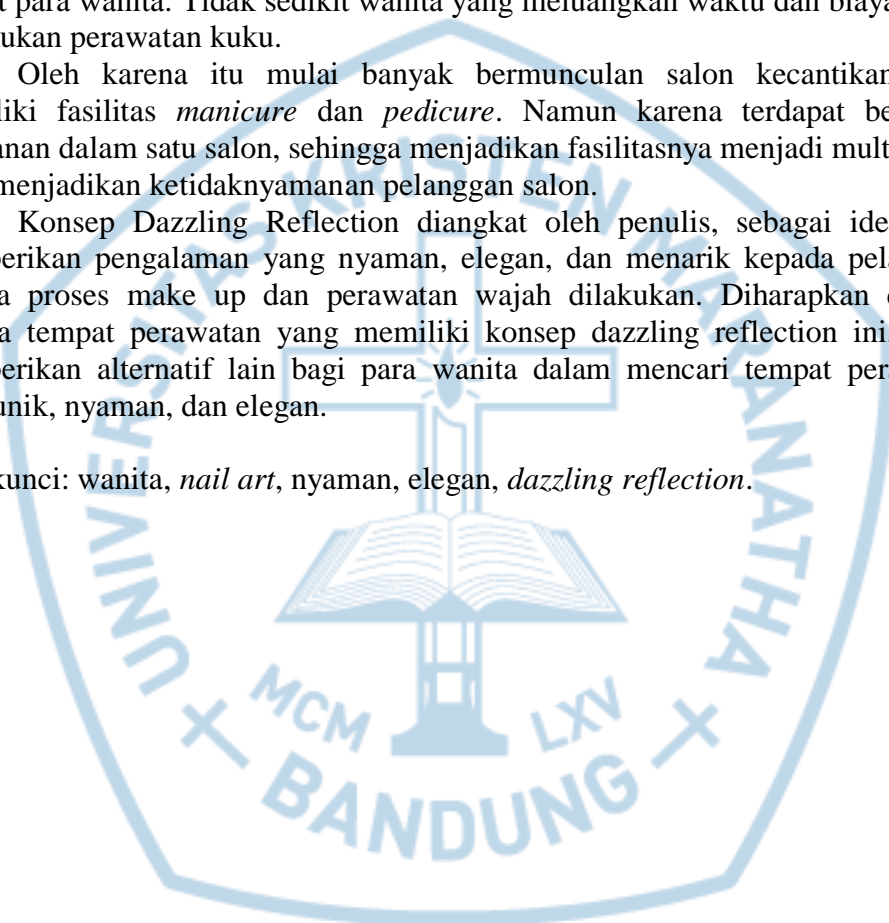 para wanita. Tidak sedikit wanita yang meluangkan waktu dan biaya
ukan perawatan kuku.
Oleh karena itu mulai banyak bermunculan salon kecantikan
liki fasilitas manicure dan pedicure. Namun karena terdapat be
anan dalam satu salon, sehingga menjadikan fasilitasnya menjadi mult
menjadikan ketidaknyamanan pelanggan salon.
Konsep Dazzling Reflection diangkat oleh penulis, sebagai ide
berikan pengalaman yang nyaman, elegan, dan menarik kepada pela
a proses make up dan perawatan wajah dilakukan. Diharapkan
a tempat perawatan yang memiliki konsep dazzling reflection ini
berikan alternatif lain bagi para wanita dalam mencari tempat per
unik, nyaman, dan elegan.
kunci: wanita, nail art, nyaman, elegan, dazzling reflection.
UNIVERSITAS KRISTEN MARANATHA
MCM LXV
BANDUNG